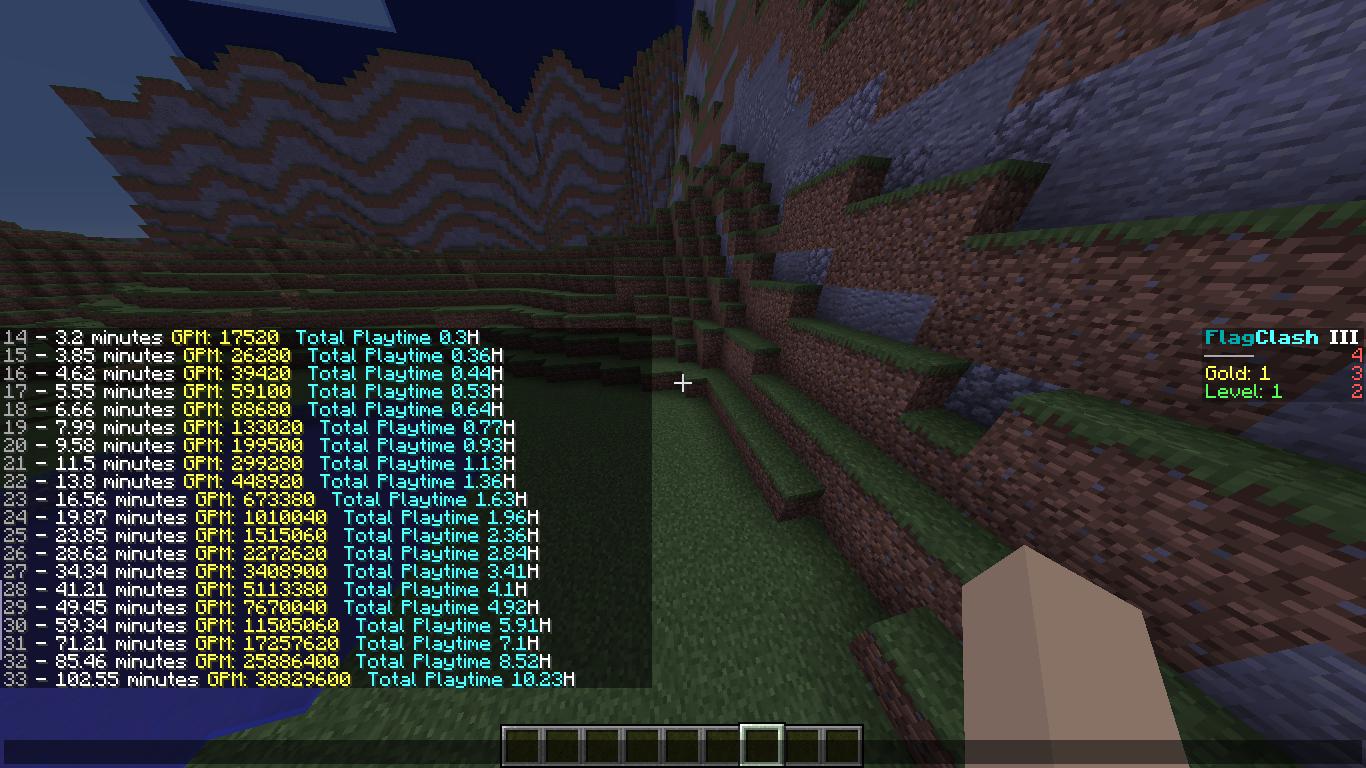 14 - 3.2 minutes GPM: 17520 Total Playtime 0.3H
15 - 3.85 minutes GPM: 26280 Total Playtime 0.36H
16 - 4.62 minutes GPM: 39420 Total Playtime 0.44H
17 - 5.55 minutes GPM: 59100 Total Playtime 0.53H
18 - 6.66 minutes GPM: 88680 Total Playtime 0.64H
19 - 7.99 minutes GPM: 133020 Total Playtime 0.77H
20 - 9.58 minutes GPM: 199500 Total Playtime 0.93H
21 - 11.5 minutes GPM: 299280 Total Playtime 1.13H
22 - 13.8 minutes GPM: 448920 Total Playtime 1.36H
23 - 16.56 minutes GPM: 673380 Total Playtime 1.63H
24 - 19.87 minutes GPM: 1010040 Total Playtime 1.96H
25 - 23.85 minutes GPM: 1515060 Total Playtime 2.36H
26 - 28.62 minutes GPM: 2272620 Total Playtime 2.84H
27 - 34.34 minutes GPM: 3408900 Total Playtime 3.41H
28 - 41.21 minutes GPM: 5113380 Total Playtime 4.1H
29 - 49.45 minutes GPM: 7670040 Total Playtime 4.92H
30 - 59.34 minutes GPM: 11505060 Total Playtime 5.91H
31 - 71.21 minutes GPM: 17257620 Total Playtime 7.1H
32 - 85.46 minutes GPM: 25886400 Total Playtime 8.52H
33 - 102.55 minutes GPM: 38829600 Total Playtime 10.23H
FlagClash III
4
Gold: 1 3
Level: 1 2